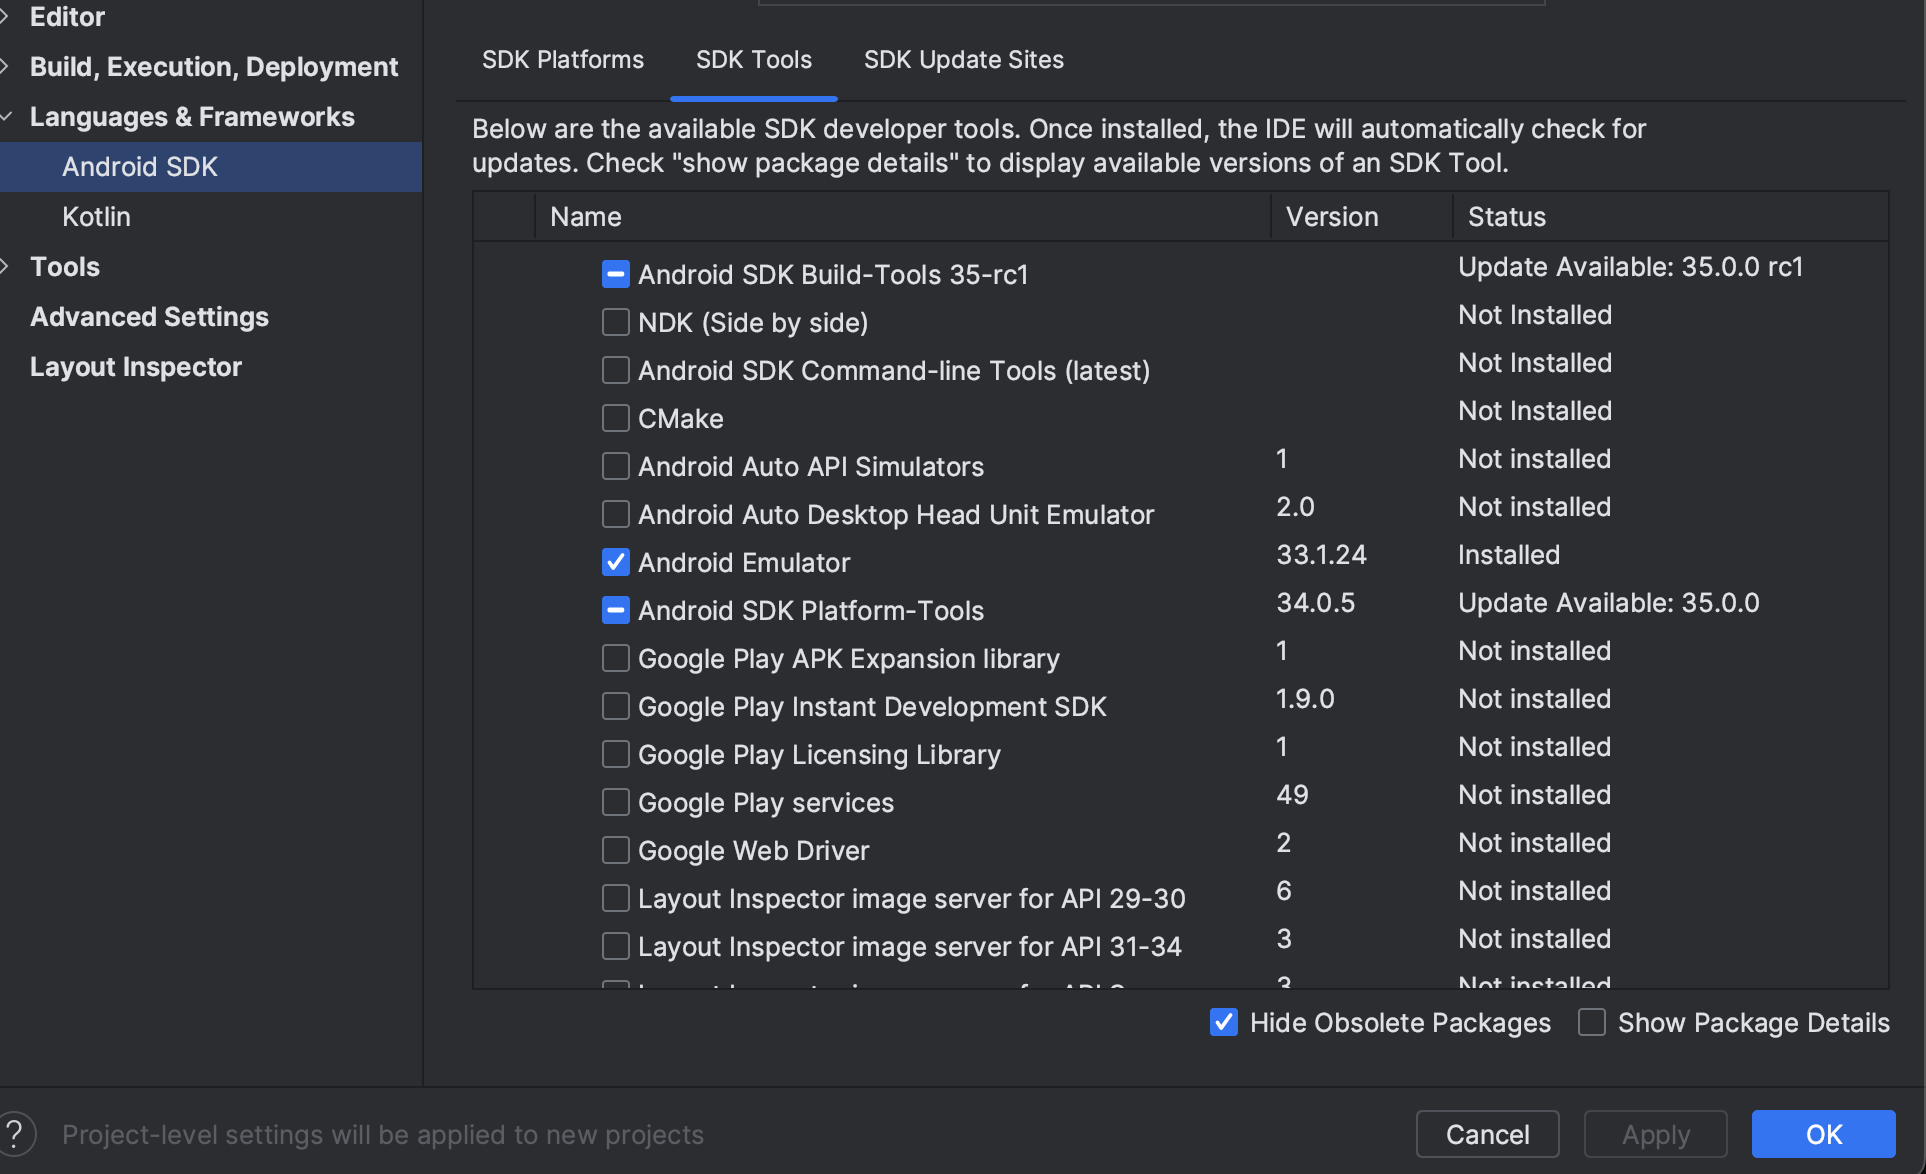 Editor
Build, Execution, Deployment
Languages & Frameworks
Android SDK
Kotlin
Tools
Advanced Settings
Layout Inspector
SDK Platforms SDK Tools SDK Update Sites
Below are the available SDK developer tools. Once installed, the IDE will automatically check for
updates. Check "show package details" to display available versions of an SDK Tool.
Name Version Status
Android SDK Build-Tools 35-rc1 Update Available: 35.0.0 rc1
NDK (Side by side) Not Installed
Android SDK Command-line Tools (latest) Not Installed
CMake Not Installed
Android Auto API Simulators 1 Not installed
Android Auto Desktop Head Unit Emulator 2.0 Not installed
Android Emulator 33.1.24 Installed
Android SDK Platform-Tools 34.0.5 Update Available: 35.0.0
Google Play APK Expansion library 1 Not installed
Google Play Instant Development SDK 1.9.0 Not installed
Google Play Licensing Library 1 Not installed
Google Play services 49 Not installed
Google Web Driver 2 Not installed
Layout Inspector image server for API 29-30 6 Not installed
Layout Inspector image server for API 31-34 3 Not installed
Hide Obsolete Packages Show Package Details
? Project-level settings will be applied to new projects Cancel Apply OK